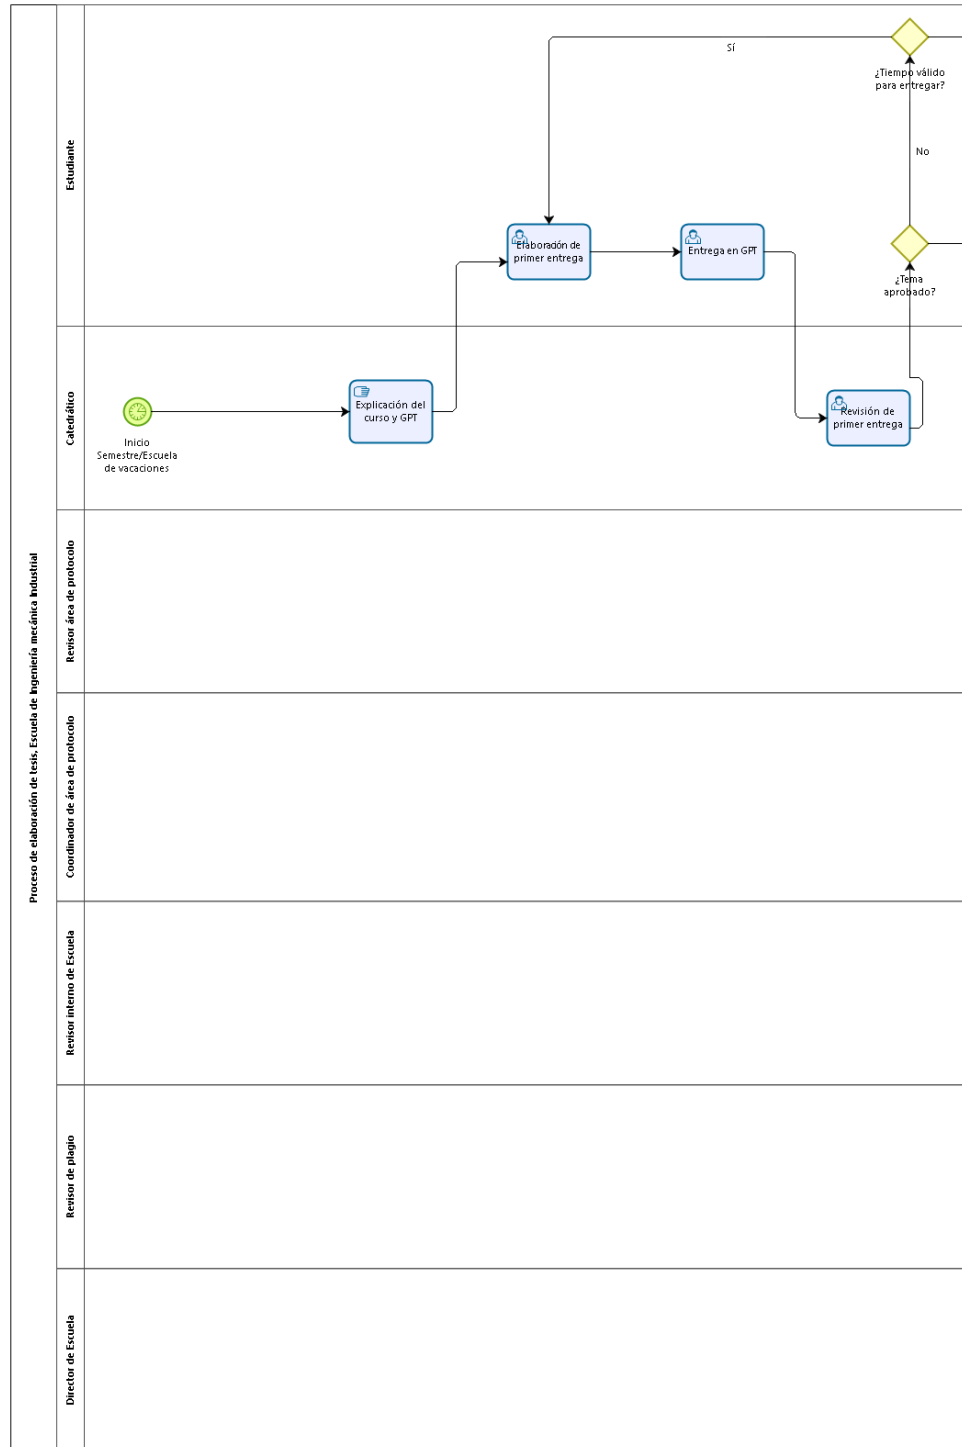 Proceso de elaboración de tesis, Escuela de Ingeniería mecánica Industrial
Estudiante
Sí
¿Tiempo válido
para entregar?
No
Elaboración de
primer entrega
Entrega en GPT
¿Tema
aprobado?
Catedrático
Inicio
Semestre/Escuela
de vacaciones
Explicación del
curso y GPT
Revisión de
primer entrega
Revisor área de protocolo
Coordinador de área de protocolo
Revisor interno de Escuela
Revisor de plagio
Director de Escuela